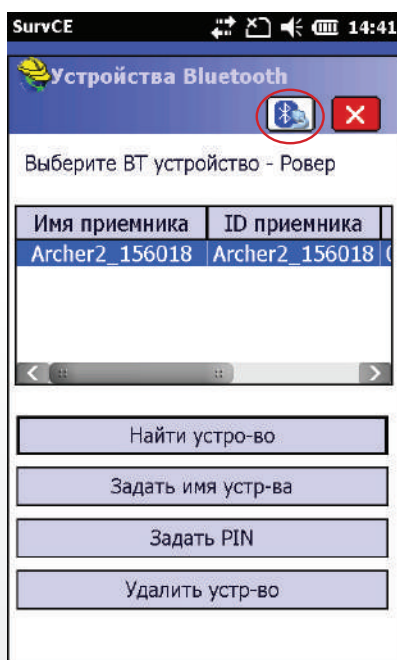 SurvCE 14:41
Устройства Bluetooth
Выберите BT устройство - Ровер
Имя приемника ID приемника
Archer2_156018 Archer2_156018
Найти устро-во
Задать имя устр-ва
Задать PIN
Удалить устр-во